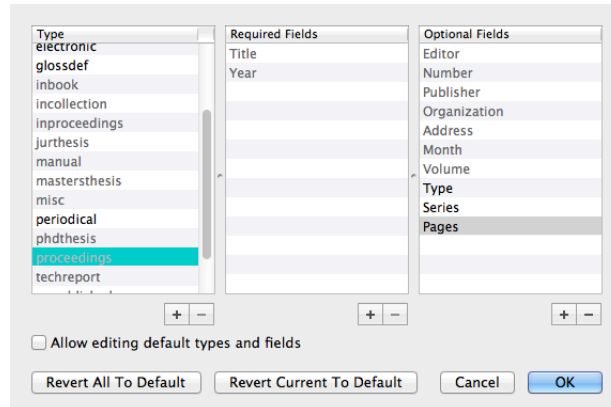 Type
electronic
glossdef
inbook
incollection
inproceedings
jurthesis
manual
mastersthesis
misc
periodical
phdthesis
proceedings
techreport
Required Fields
Title
Year
Optional Fields
Editor
Number
Publisher
Organization
Address
Month
Volume
Type
Series
Pages
+ −
+ −
+ −
Allow editing default types and fields
Revert All To Default
Revert Current To Default
Cancel
OK